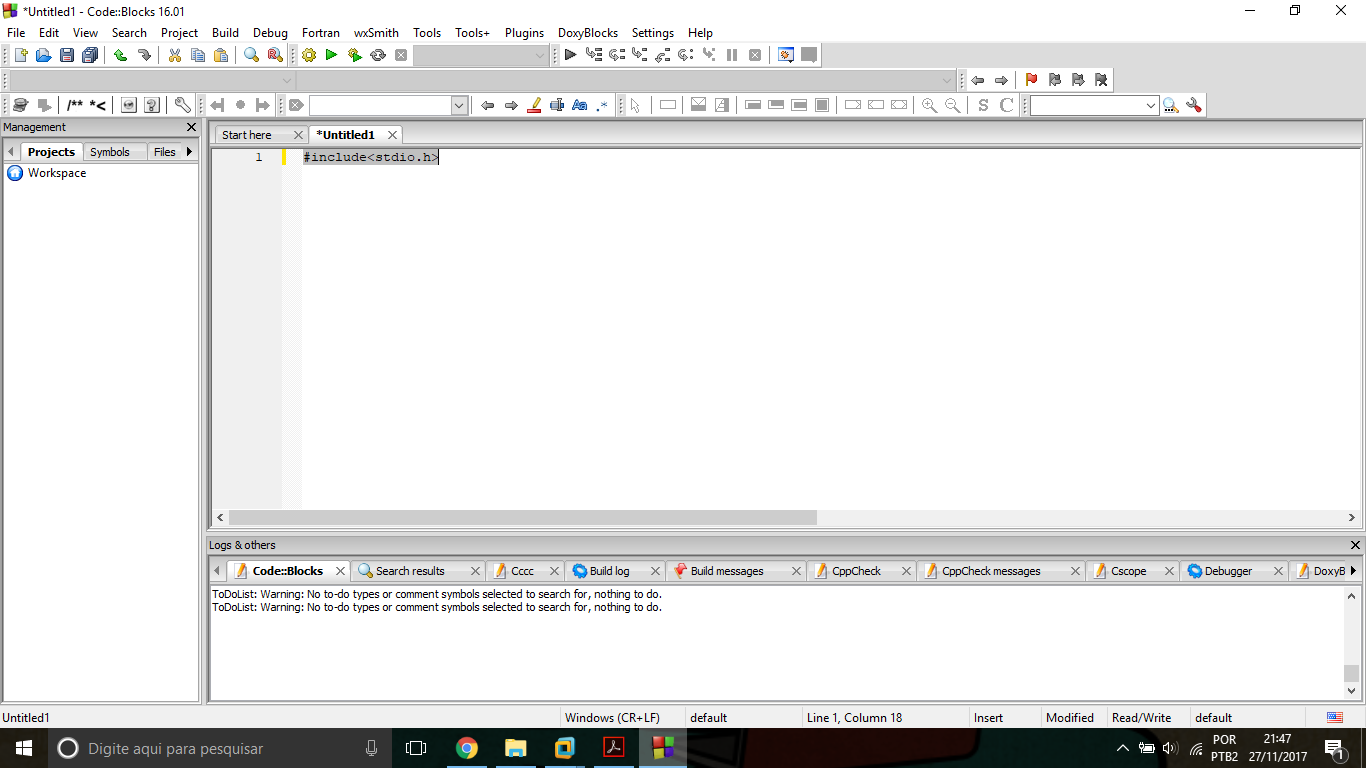 *Untitled1 - Code::Blocks 16.01
File Edit View Search Project Build Debug Fortran wxSmith Tools Tools+ Plugins DoxyBlocks Settings Help
/** *<
Aa .*
S C
Management
Projects Symbols Files
Workspace
Start here *Untitled1
1 #include<stdio.h>
Logs & others
Code::Blocks Search results Cccc Build log Build messages CppCheck CppCheck messages Cscope Debugger DoxyB
ToDoList: Warning: No to-do types or comment symbols selected to search for, nothing to do.
ToDoList: Warning: No to-do types or comment symbols selected to search for, nothing to do.
Untitled1 Windows (CR+LF) default Line 1, Column 18 Insert Modified Read/Write default
Digite aqui para pesquisar
POR
PTB2
21:47
27/11/2017
1